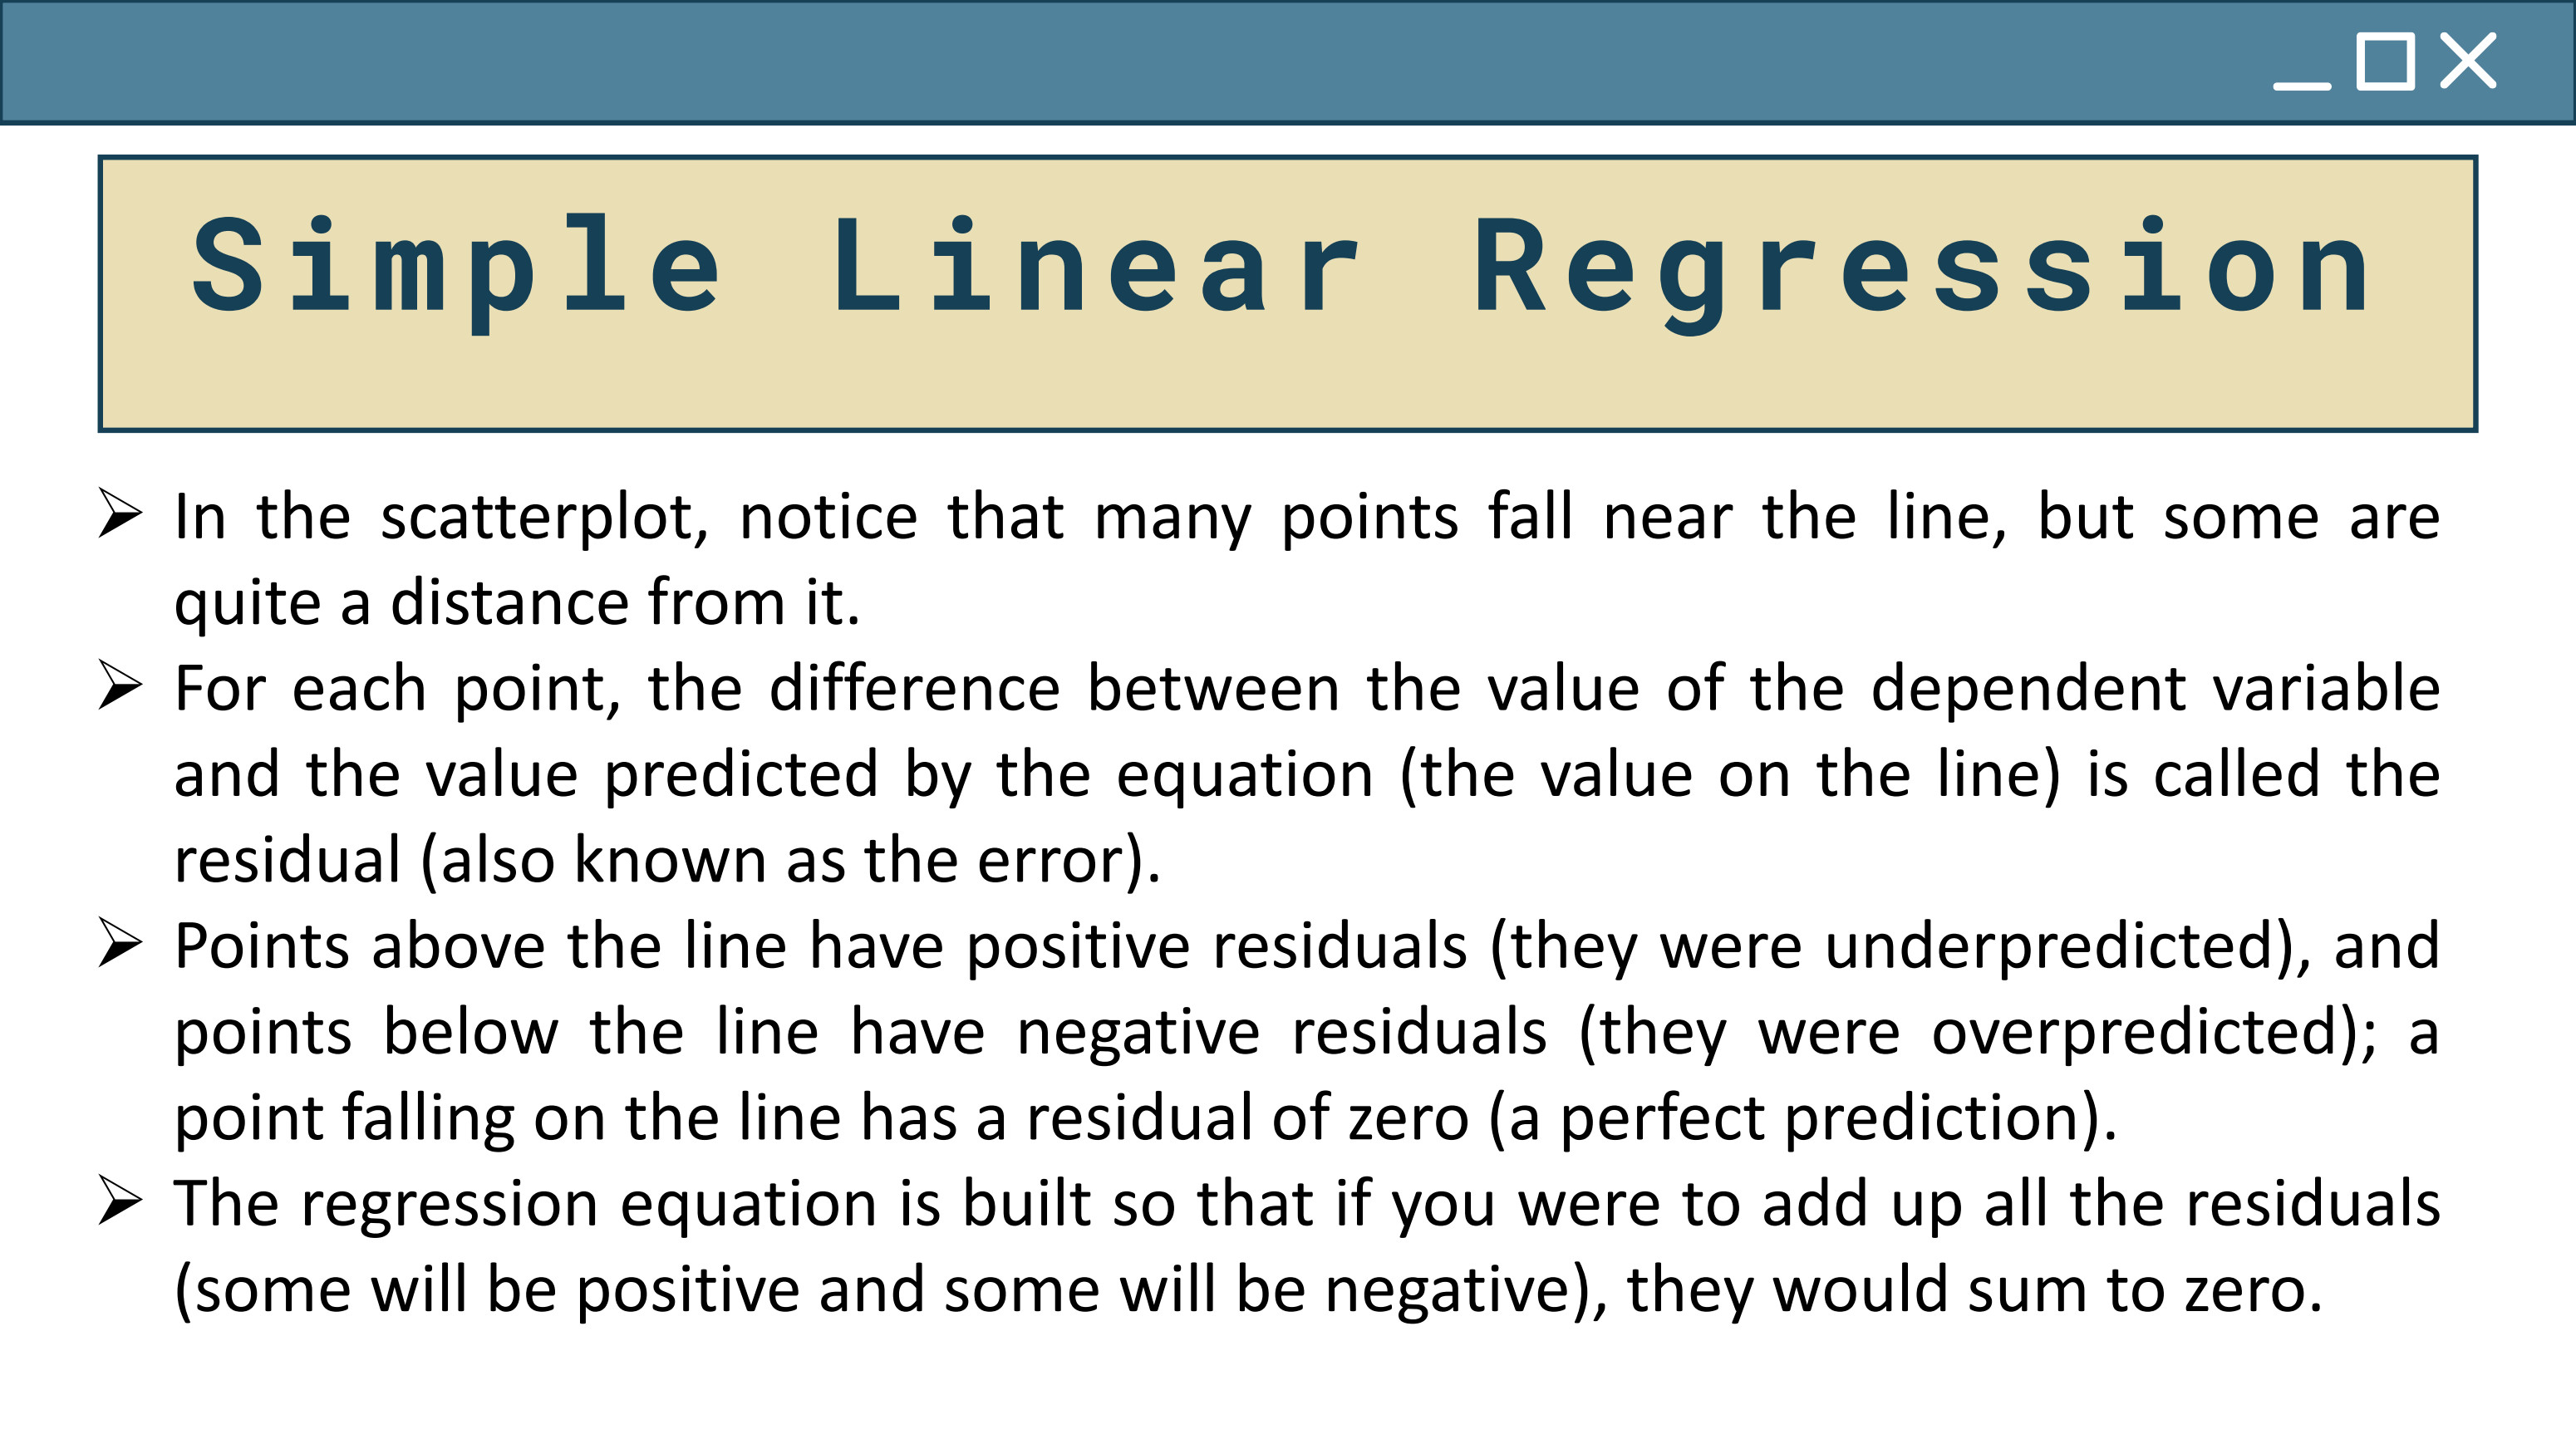 Simple Linear Regression
In the scatterplot, notice that many points fall near the line, but some are
quite a distance from it.
For each point, the difference between the value of the dependent variable
and the value predicted by the equation (the value on the line) is called the
residual (also known as the error).
Points above the line have positive residuals (they were underpredicted), and
points below the line have negative residuals (they were overpredicted); a
point falling on the line has a residual of zero (a perfect prediction).
The regression equation is built so that if you were to add up all the residuals
(some will be positive and some will be negative), they would sum to zero.